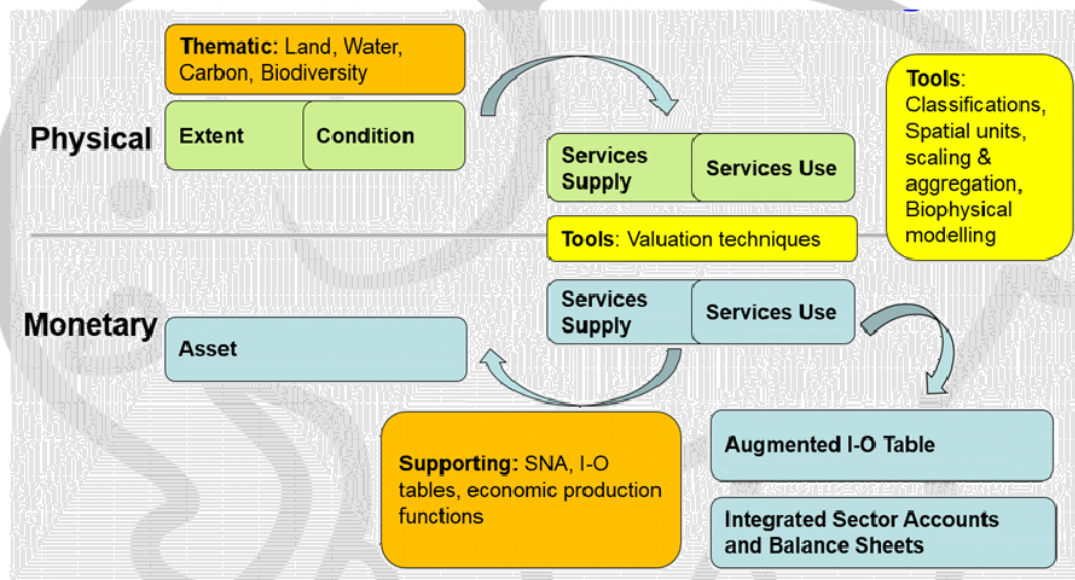 Thematic: Land, Water,
Carbon, Biodiversity
Physical
Extent
Condition
Services
Supply
Services Use
Tools:
Classifications,
Spatial units,
scaling &
aggregation,
Biophysical
modelling
Tools: Valuation techniques
Monetary
Services
Supply
Services Use
Asset
Supporting: SNA, I-O
tables, economic production
functions
Augmented I-O Table
Integrated Sector Accounts
and Balance Sheets